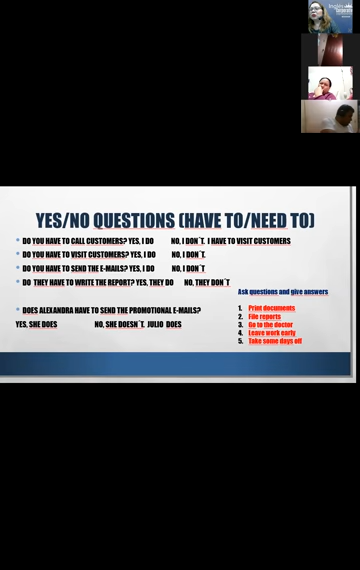 YES/NO QUESTIONS (HAVE TO/NEED TO)
DO YOU HAVE TO CALL CUSTOMERS? YES, I DO NO, I DON´T. I HAVE TO VISIT CUSTOMERS
DO YOU HAVE TO VISIT CUSTOMERS? YES, I DO NO, I DON´T.
DO YOU HAVE TO SEND THE E-MAILS? YES, I DO NO, I DON´T
DO THEY HAVE TO WRITE THE REPORT? YES, THEY DO NO, THEY DON´T
Ask questions and give answers
1. Print documents
2. File reports
3. Go to the doctor
4. Leave work early
5. Take some days off
DOES ALEXANDRA HAVE TO SEND THE PROMOTIONAL E-MAILS?
YES, SHE DOES NO, SHE DOESN´T. JULIO DOES